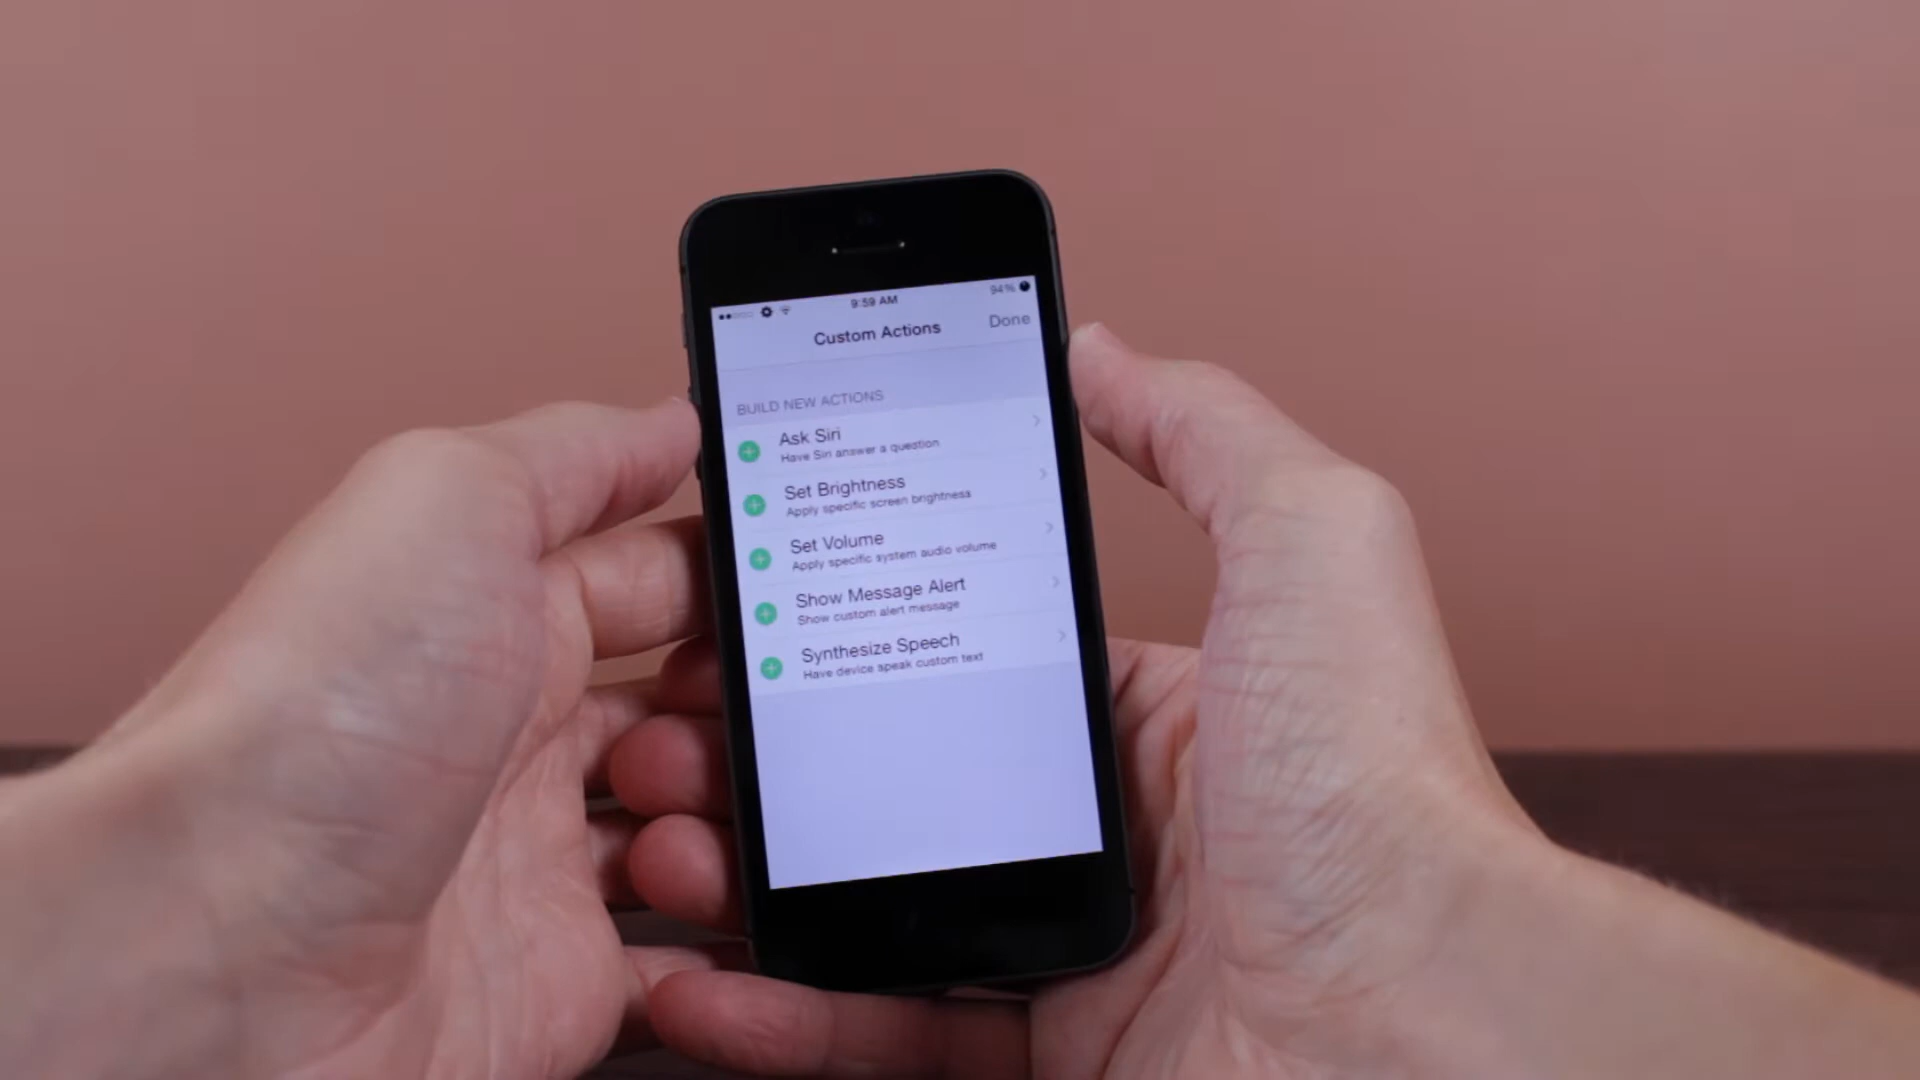 9:59 AM
94%
Custom Actions
Done
BUILD NEW ACTIONS
Ask Siri
Have Siri answer a question
Set Brightness
Apply specific screen brightness
Set Volume
Apply specific system audio volume
Show Message Alert
Show custom alert message
Synthesize Speech
Have device apeak custom text